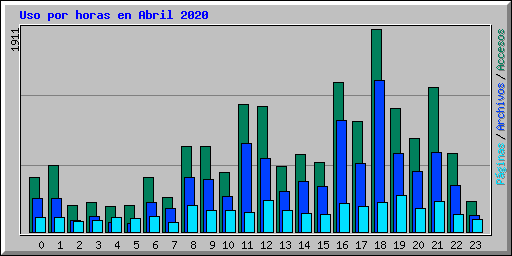 Uso por horas en Abril 2020
1911
Páginas / Archivos / Accesos
0 1 2 3 4 5 6 7 8 9 10 11 12 13 14 15 16 17 18 19 20 21 22 23